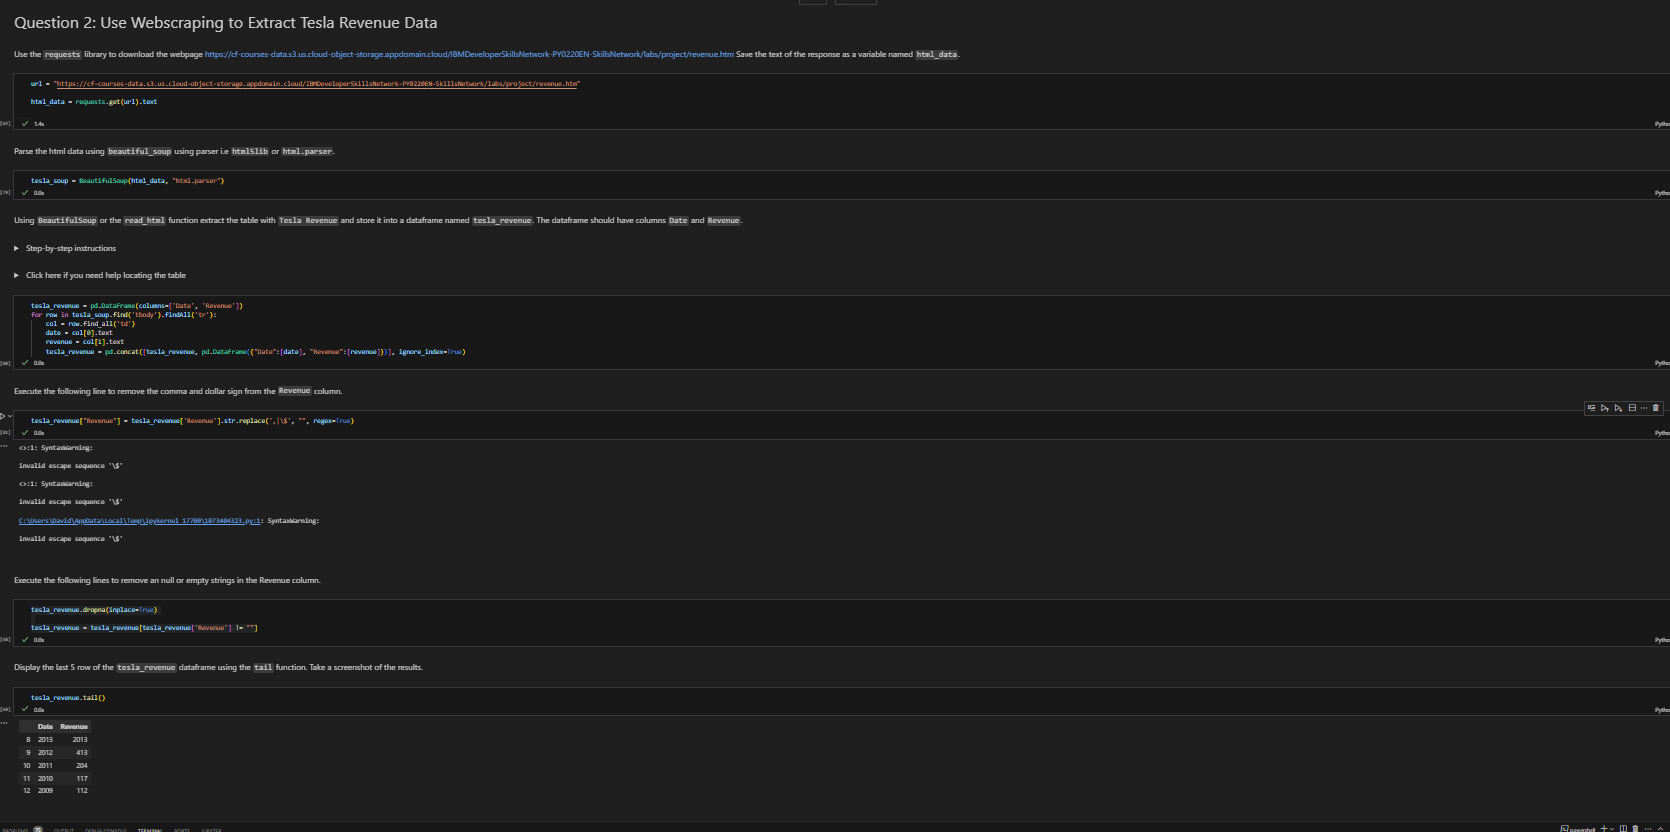 Question 2: Use Webscraping to Extract Tesla Revenue Data
Use the requests library to download the webpage https://cf-courses-data.s3.us.cloud-object-storage.appdomain.cloud/IBMDeveloperSkillsNetwork-PY0220EN-SkillsNetwork/labs/project/revenue.htm Save the text of the response as a variable named html_data.
url = "https://cf-courses-data.s3.us.cloud-object-storage.appdomain.cloud/IBMDeveloperSkillsNetwork-PY0220EN-SkillsNetwork/labs/project/revenue.htm"
html_data = requests.get(url).text
1.4s
Pytho
Parse the html data using beautiful_soup using parser i.e html5lib or html.parser.
tesla_soup = BeautifulSoup(html_data, "html.parser")
0.0s
Pytho
Using BeautifulSoup or the read_html function extract the table with Tesla Revenue and store it into a dataframe named tesla_revenue. The dataframe should have columns Date and Revenue.
Step-by-step instructions
Click here if you need help locating the table
tesla_revenue = pd.DataFrame(columns=['Date', 'Revenue'])
for row in tesla_soup.find('tbody').findAll('tr'):
col = row.find_all('td')
date = col[0].text
revenue = col[1].text
tesla_revenue = pd.concat([tesla_revenue, pd.DataFrame({"Date":[date], "Revenue":[revenue]})], ignore_index=True)
0.0s
Pytho
Execute the following line to remove the comma and dollar sign from the Revenue column.
tesla_revenue["Revenue"] = tesla_revenue['Revenue'].str.replace(',|\$', "", regex=True)
0.0s
Pytho
<>:1: SyntaxWarning:
invalid escape sequence '\$'
<>:1: SyntaxWarning:
invalid escape sequence '\$'
C:\Users\David\AppData\Local\Temp\ipykernel_17700\1073404323.py:1: SyntaxWarning:
invalid escape sequence '\$'
Execute the following lines to remove an null or empty strings in the Revenue column.
tesla_revenue.dropna(inplace=True)
tesla_revenue = tesla_revenue[tesla_revenue['Revenue'] != ""]
0.0s
Pytho
Display the last 5 row of the tesla_revenue dataframe using the tail function. Take a screenshot of the results.
tesla_revenue.tail()
0.0s
Pytho
Date Revenue
8 2013 2013
9 2012 413
10 2011 204
11 2010 117
12 2009 112
PROBLEMS 75 OUTPUT DEBUG CONSOLE TERMINAL PORTS JUPYTER
powershell